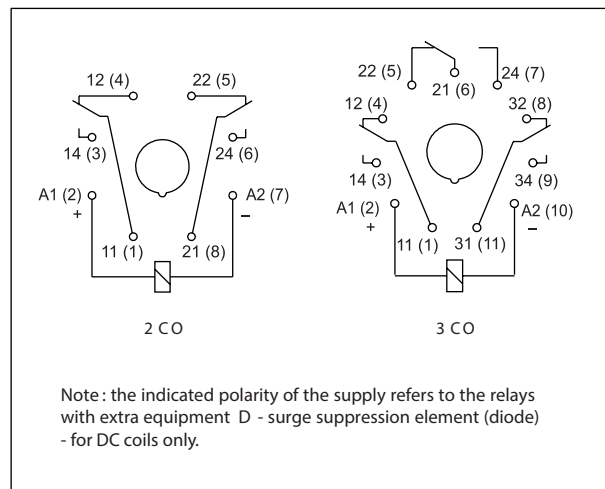 12 (4)
22 (5)
14 (3)
24 (6)
A1 (2)
+
A2 (7)
–
11 (1)
21 (8)
2 CO
22 (5)
21 (6)
24 (7)
12 (4)
32 (8)
14 (3)
34 (9)
A1 (2)
+
A2 (10)
–
11 (1)
31 (11)
3 CO
Note : the indicated polarity of the supply refers to the relays
with extra equipment D - surge suppression element (diode)
- for DC coils only.